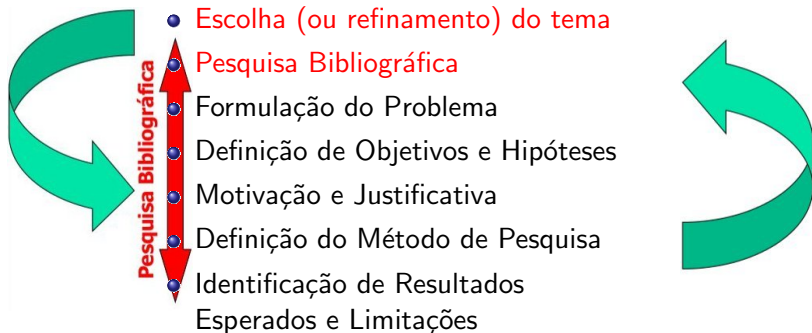 Escolha (ou refinamento) do tema
Pesquisa Bibliográfica
Formulação do Problema
Definição de Objetivos e Hipóteses
Motivação e Justificativa
Definição do Método de Pesquisa
Identificação de Resultados
Esperados e Limitações
Pesquisa Bibliográfica